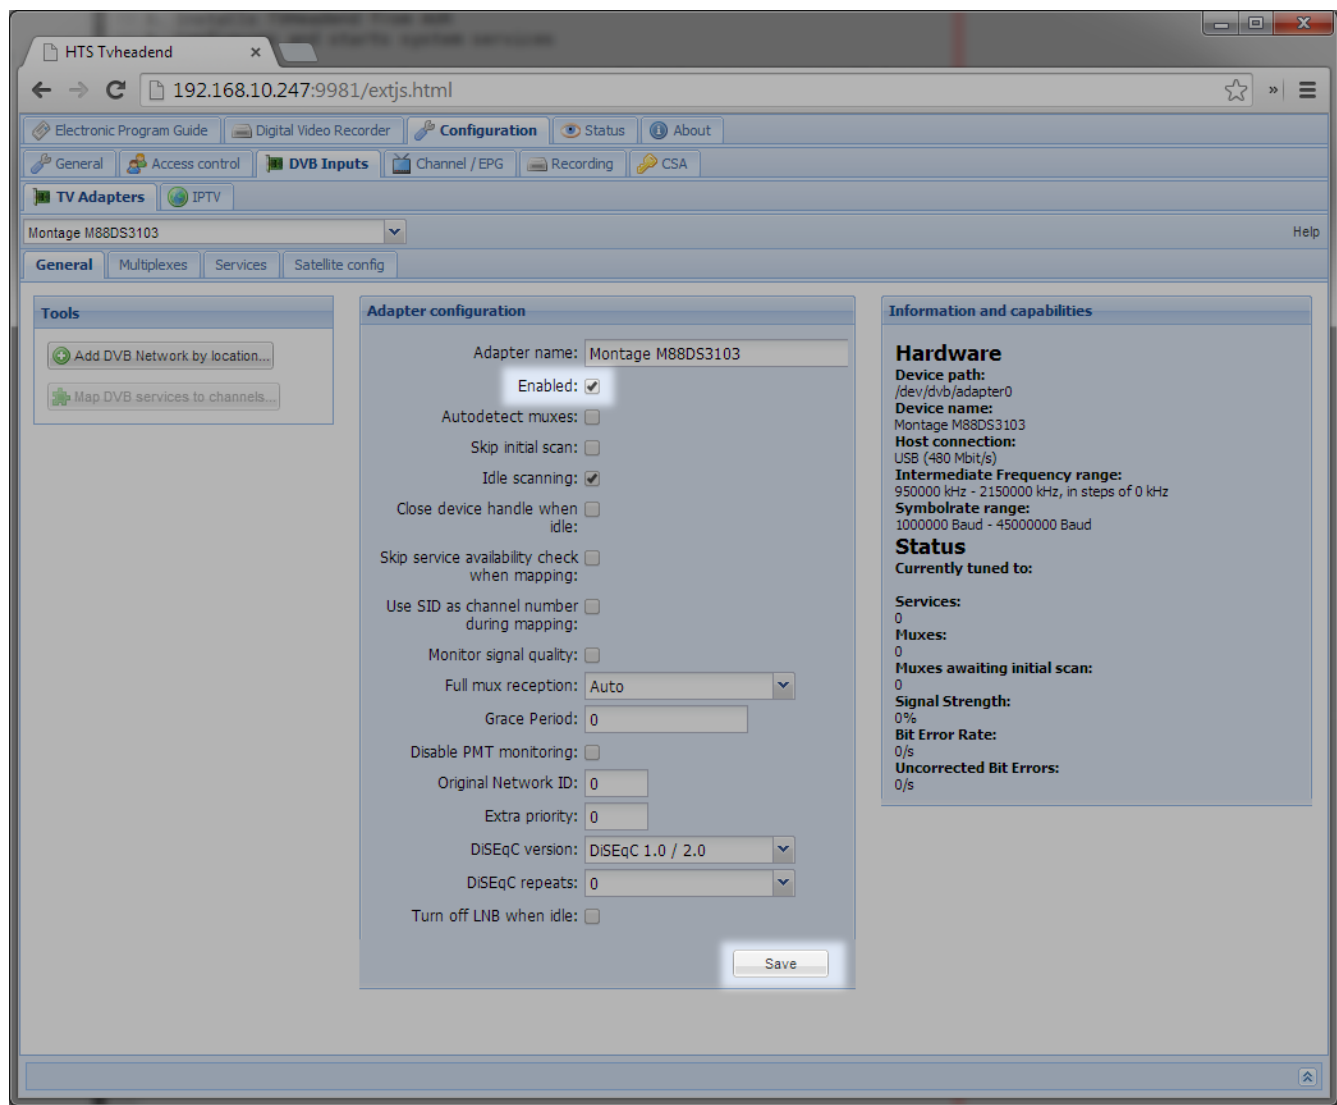 HTS Tvheadend
192.168.10.247:9981/extjs.html
Electronic Program Guide Digital Video Recorder Configuration Status About
General Access control DVB Inputs Channel / EPG Recording CSA
TV Adapters IPTV
Montage M88DS3103 Help
General Multiplexes Services Satellite config
Tools
Add DVB Network by location...
Map DVB services to channels...
Adapter configuration
Adapter name: Montage M88DS3103
Enabled:
Autodetect muxes:
Skip initial scan:
Idle scanning:
Close device handle when
idle:
Skip service availability check
when mapping:
Use SID as channel number
during mapping:
Monitor signal quality:
Full mux reception: Auto
Grace Period: 0
Disable PMT monitoring:
Original Network ID: 0
Extra priority: 0
DiSEqC version: DiSEqC 1.0 / 2.0
DiSEqC repeats: 0
Turn off LNB when idle:
Save
Information and capabilities
Hardware
Device path:
/dev/dvb/adapter0
Device name:
Montage M88DS3103
Host connection:
USB (480 Mbit/s)
Intermediate Frequency range:
950000 kHz - 2150000 kHz, in steps of 0 kHz
Symbolrate range:
1000000 Baud - 45000000 Baud
Status
Currently tuned to:
Services:
0
Muxes:
0
Muxes awaiting initial scan:
0
Signal Strength:
0%
Bit Error Rate:
0/s
Uncorrected Bit Errors:
0/s